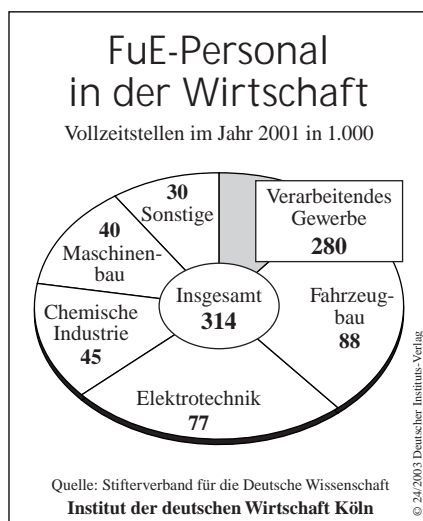 FuE-Personal
in der Wirtschaft
Vollzeitstellen im Jahr 2001 in 1.000
30
Sonstige
Verarbeitendes
Gewerbe
280
40
Maschinen-
bau
Insgesamt
314
Fahrzeug-
bau
88
Chemische
Industrie
45
Elektrotechnik
77
Quelle: Stifterverband für die Deutsche Wissenschaft
Institut der deutschen Wirtschaft Köln
© 24/2003 Deutscher Instituts-Verlag